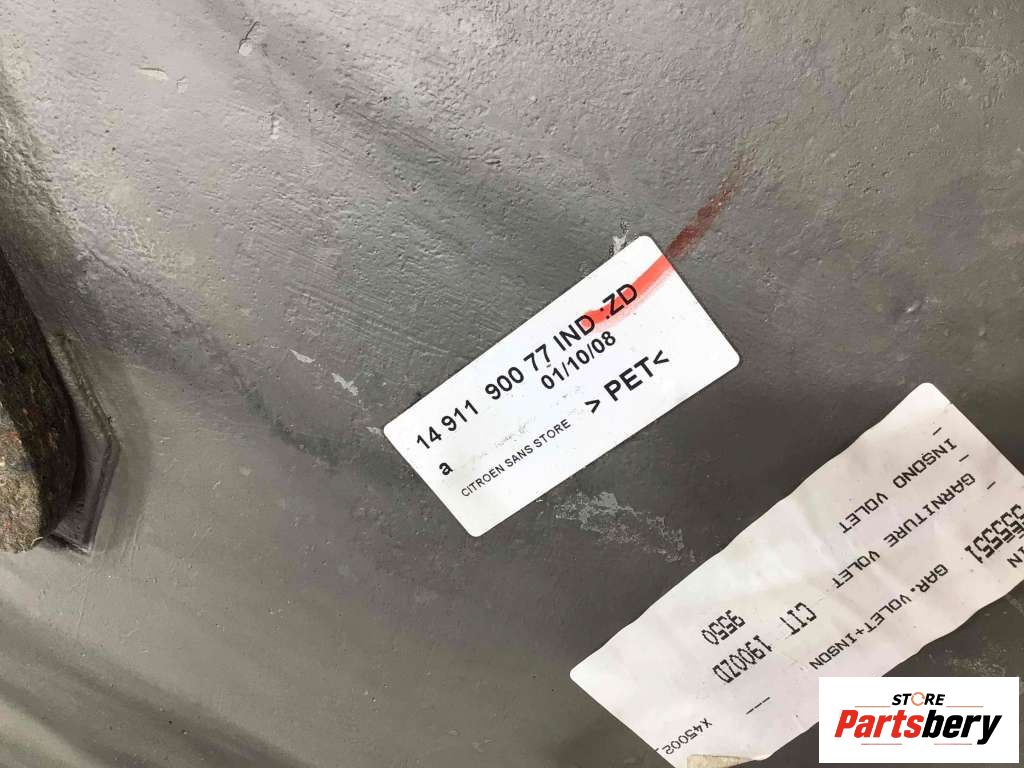 14 911 900 77 IND :ZD
a 01/10/08
CITROEN SANS STORE > PET<
INSONO VOLET
GARNITURE VOLET
GAR.VOLET+INSON
CIT 1900ZD
9550
X45002
STORE
Partsbery